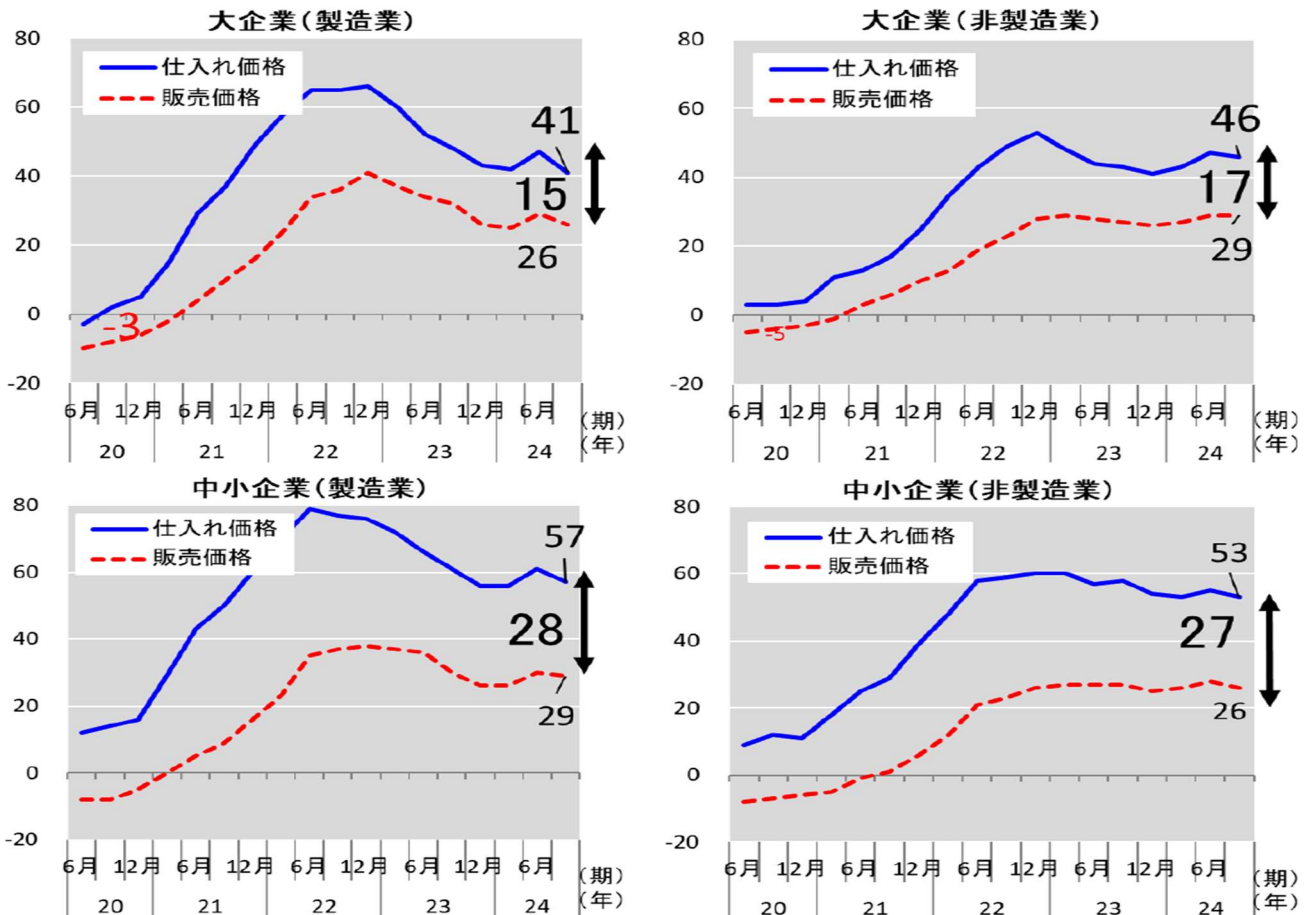 大企業(製造業)
80
60
40
20
0
-20
仕入れ価格
販売価格
41
15
26
-3
6月 12月 6月 12月 6月 12月 6月 12月 6月
(期)
20 21 22 23 24
(年)
大企業(非製造業)
80
60
40
20
0
-20
仕入れ価格
販売価格
46
17
29
-5
6月 12月 6月 12月 6月 12月 6月 12月 6月
(期)
20 21 22 23 24
(年)
中小企業(製造業)
80
60
40
20
0
-20
仕入れ価格
販売価格
57
28
29
6月 12月 6月 12月 6月 12月 6月 12月 6月
(期)
20 21 22 23 24
(年)
中小企業(非製造業)
80
60
40
20
0
-20
仕入れ価格
販売価格
53
27
26
6月 12月 6月 12月 6月 12月 6月 12月 6月
(期)
20 21 22 23 24
(年)